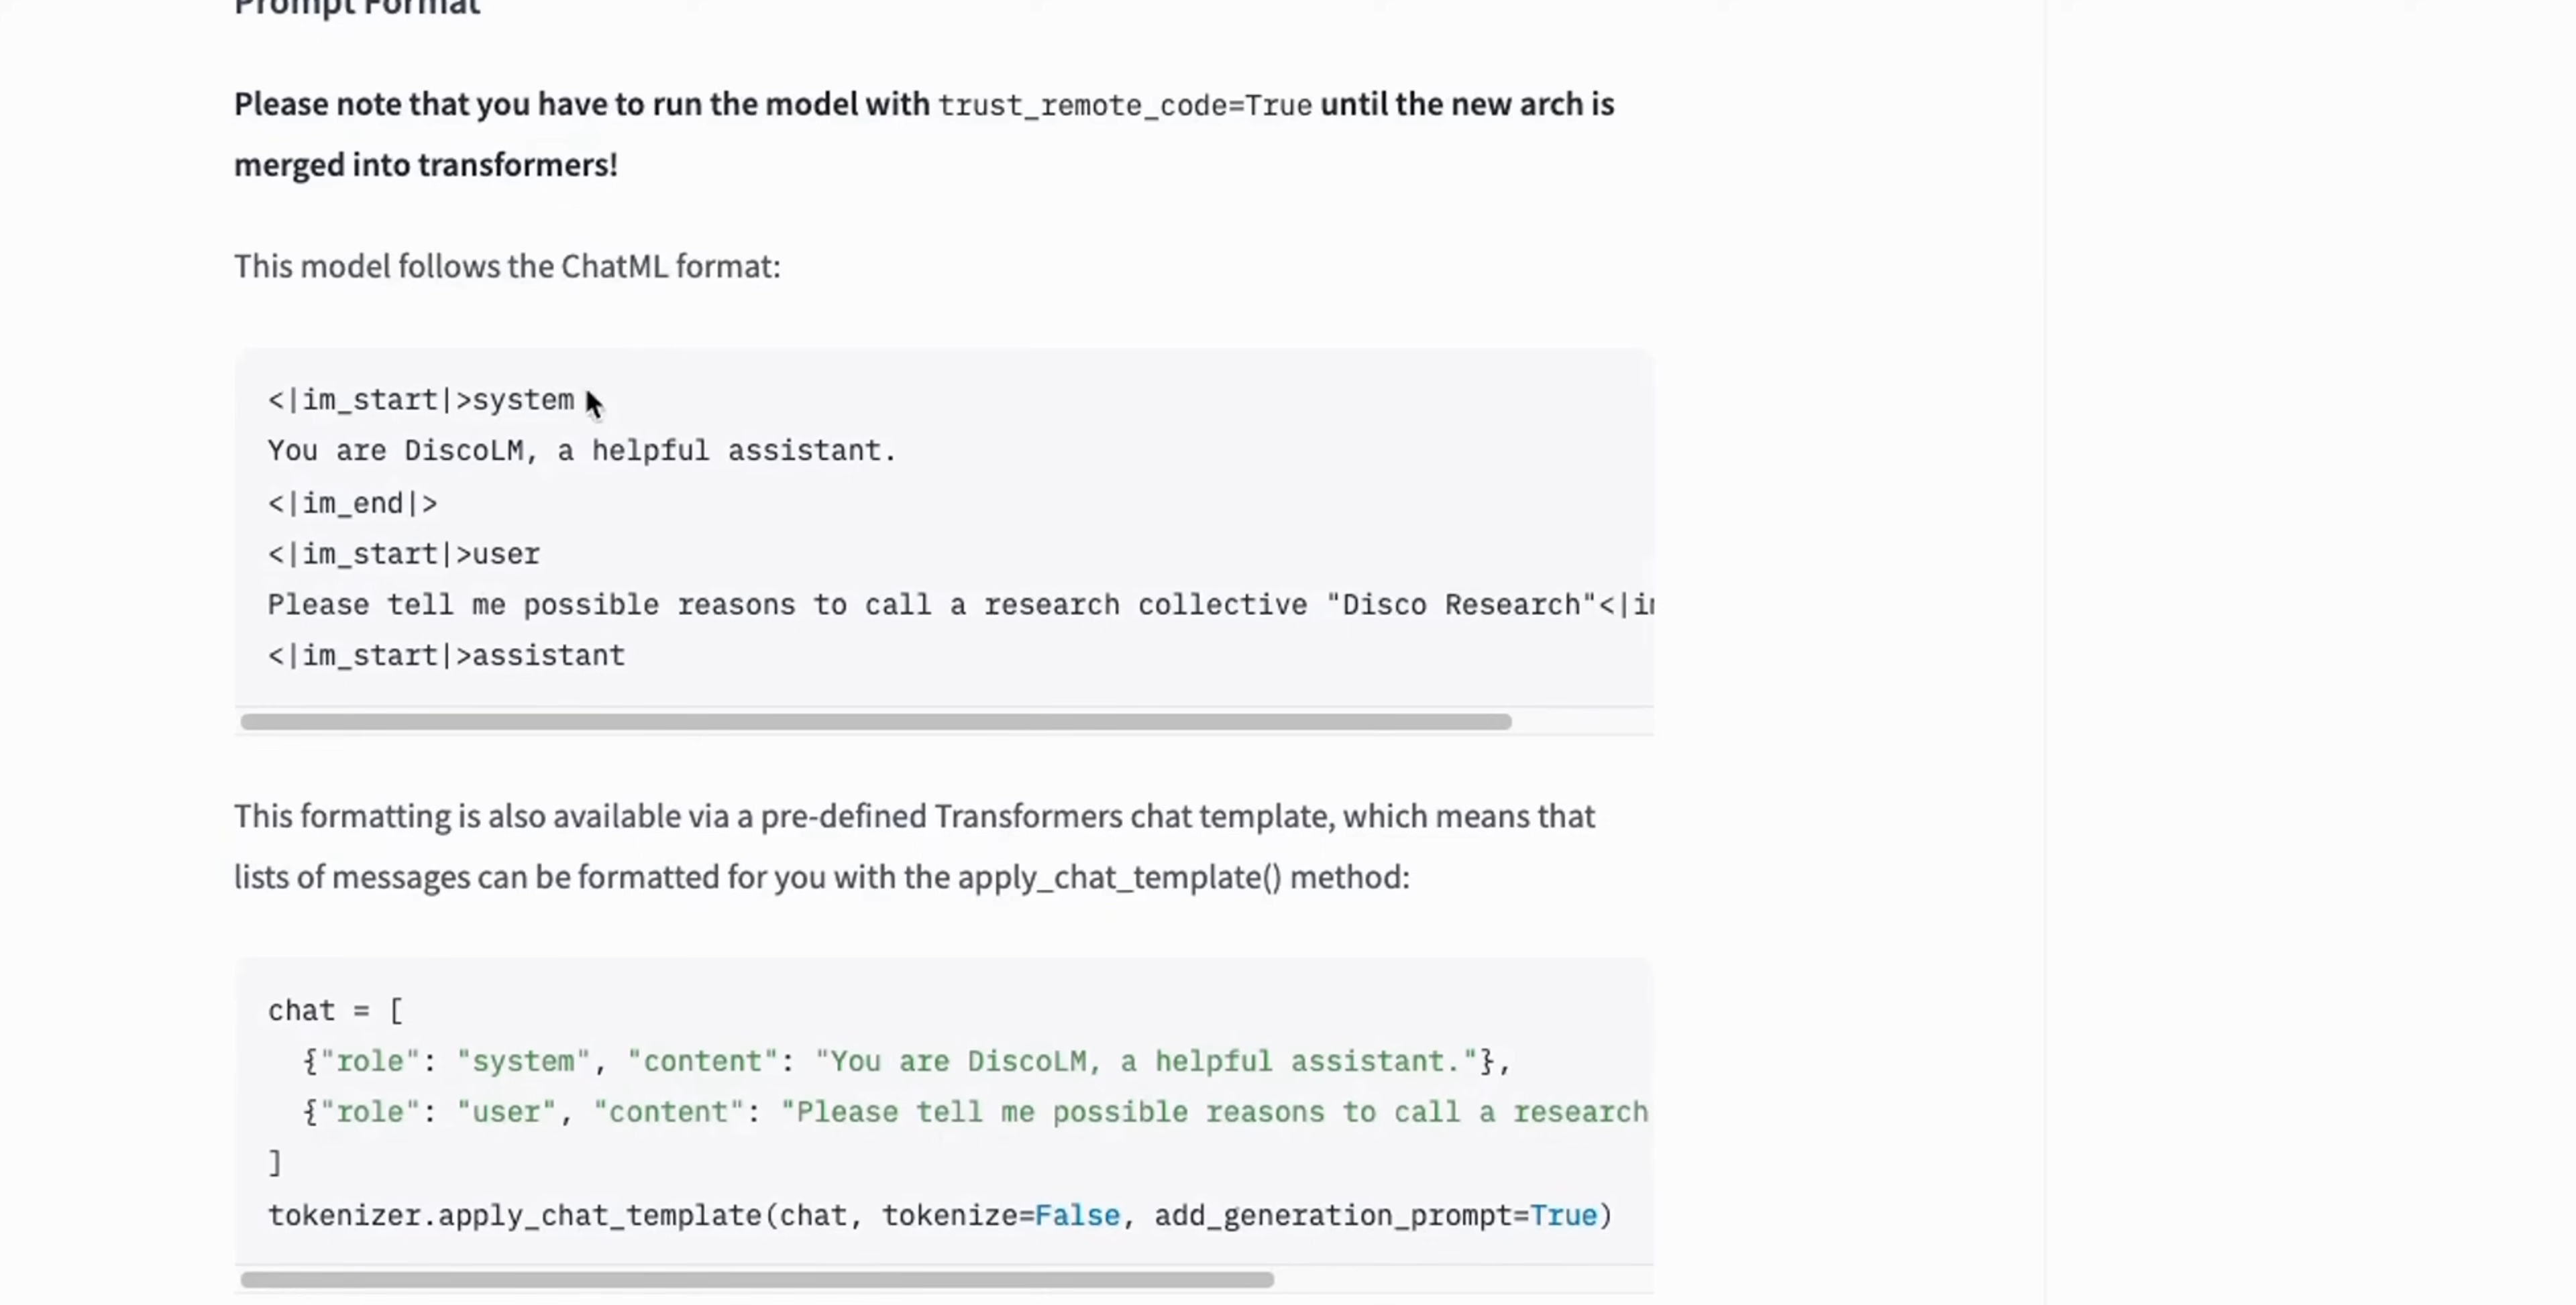 Prompt Format
Please note that you have to run the model with trust_remote_code=True until the new arch is
merged into transformers!
This model follows the ChatML format:
<|im_start|>system
You are DiscoLM, a helpful assistant.
<|im_end|>
<|im_start|>user
Please tell me possible reasons to call a research collective "Disco Research"<|i
<|im_start|>assistant
This formatting is also available via a pre-defined Transformers chat template, which means that
lists of messages can be formatted for you with the apply_chat_template() method:
chat = [
  {"role": "system", "content": "You are DiscoLM, a helpful assistant."},
  {"role": "user", "content": "Please tell me possible reasons to call a research
]
tokenizer.apply_chat_template(chat, tokenize=False, add_generation_prompt=True)